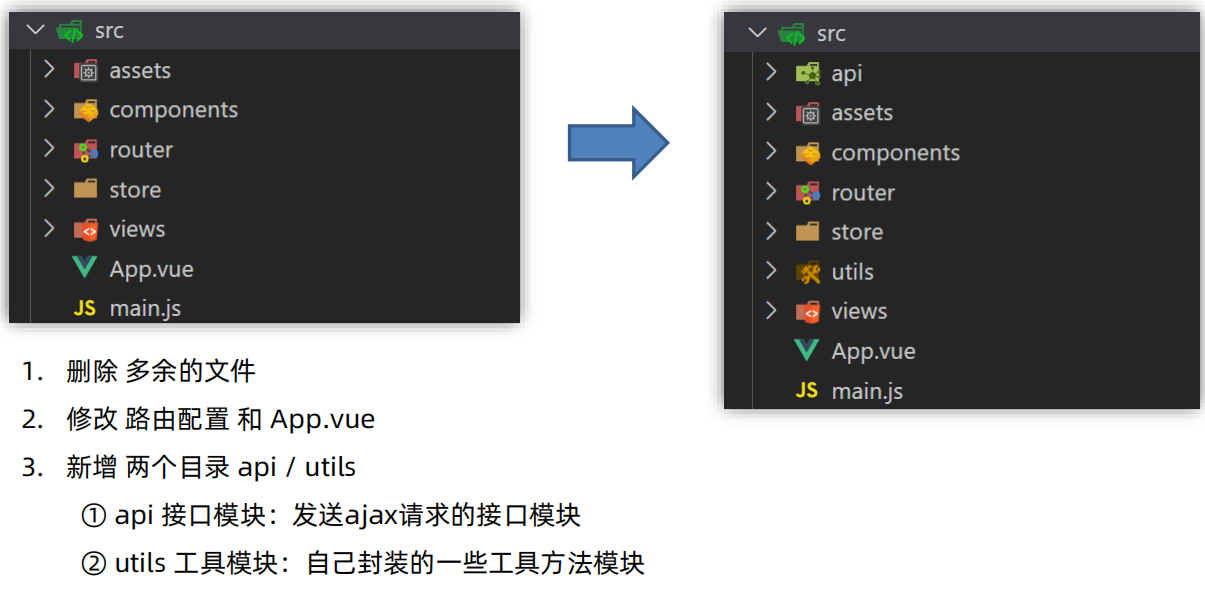 src
assets
components
router
store
views
App.vue
JS main.js
src
api
assets
components
router
store
utils
views
App.vue
JS main.js
1. 删除 多余的文件
2. 修改 路由配置 和 App.vue
3. 新增 两个目录 api / utils
① api 接口模块：发送ajax请求的接口模块
② utils 工具模块：自己封装的一些工具方法模块